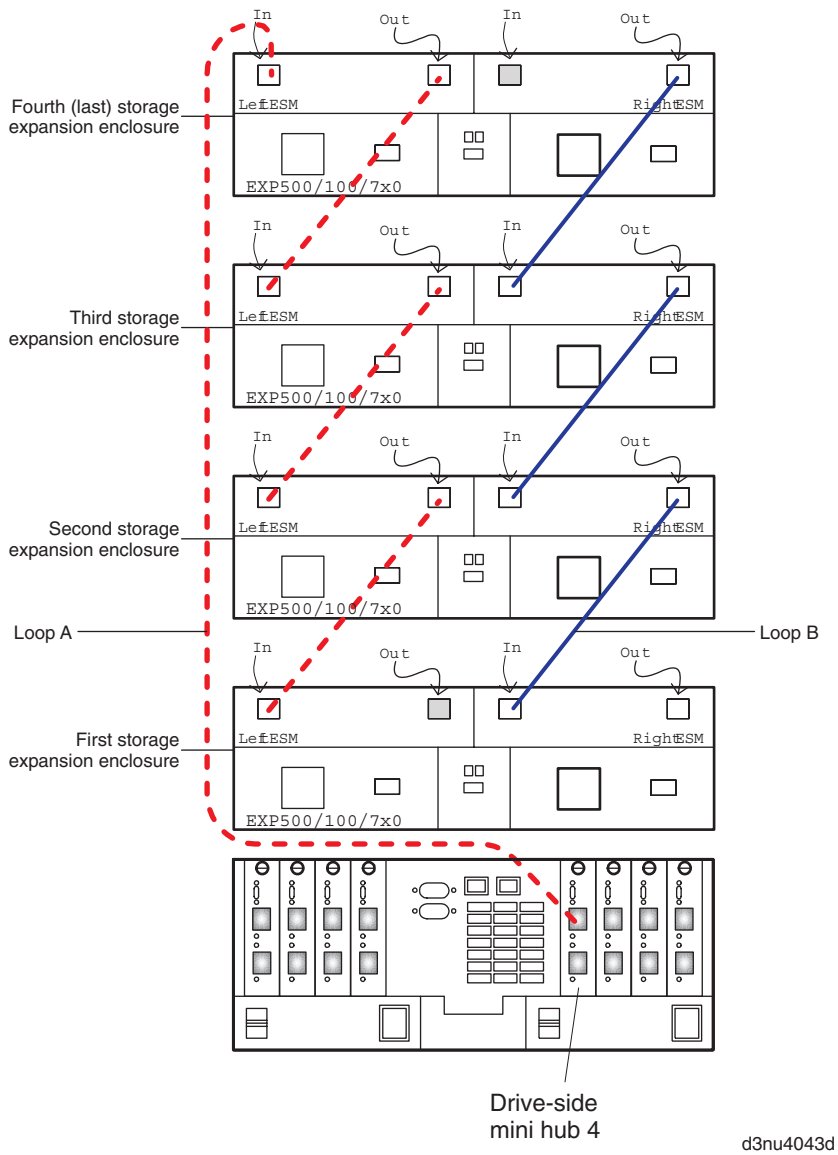 In
Out
In
Out
LeftESM
RightESM
Fourth (last) storage
expansion enclosure
EXP500/100/7x0
In
Out
In
Out
LeftESM
RightESM
Third storage
expansion enclosure
EXP500/100/7x0
In
Out
In
Out
LeftESM
RightESM
Second storage
expansion enclosure
EXP500/100/7x0
Loop A
Loop B
In
Out
In
Out
LeftESM
RightESM
First storage
expansion enclosure
EXP500/100/7x0
Drive-side
mini hub 4
d3nu4043d